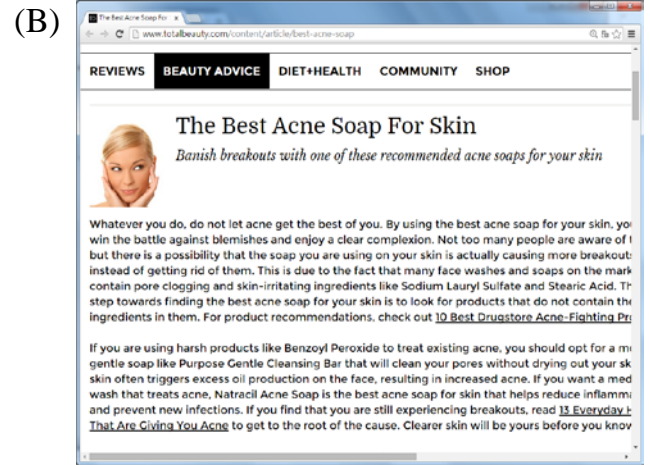 (B)
The Best Acne Soap For
www.totalbeauty.com/content/article/best-acne-soap
REVIEWS BEAUTY ADVICE DIET+HEALTH COMMUNITY SHOP
The Best Acne Soap For Skin
Banish breakouts with one of these recommended acne soaps for your skin
Whatever you do, do not let acne get the best of you. By using the best acne soap for your skin, you
win the battle against blemishes and enjoy a clear complexion. Not too many people are aware of
but there is a possibility that the soap you are using on your skin is actually causing more breakouts
instead of getting rid of them. This is due to the fact that many face washes and soaps on the mark
contain pore clogging and skin-irritating ingredients like Sodium Lauryl Sulfate and Stearic Acid. Th
step towards finding the best acne soap for your skin is to look for products that do not contain the
ingredients in them. For product recommendations, check out 10 Best Drugstore Acne-Fighting Pr
If you are using harsh products like Benzoyl Peroxide to treat existing acne, you should opt for a m
gentle soap like Purpose Gentle Cleansing Bar that will clean your pores without drying out your sk
skin often triggers excess oil production on the face, resulting in increased acne. If you want a med
wash that treats acne, Natracil Acne Soap is the best acne soap for skin that helps reduce inflamma
and prevent new infections. If you find that you are still experiencing breakouts, read 13 Everyday H
That Are Giving You Acne to get to the root of the cause. Clearer skin will be yours before you know